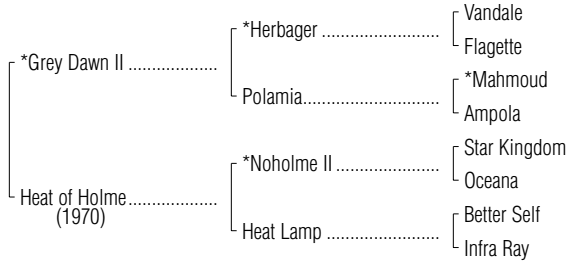 Vandale
*Herbager
Flagette
*Grey Dawn II
*Mahmoud
Polamia
Ampola
Star Kingdom
*Noholme II
Oceana
Heat of Holme
(1970)
Better Self
Heat Lamp
Infra Ray